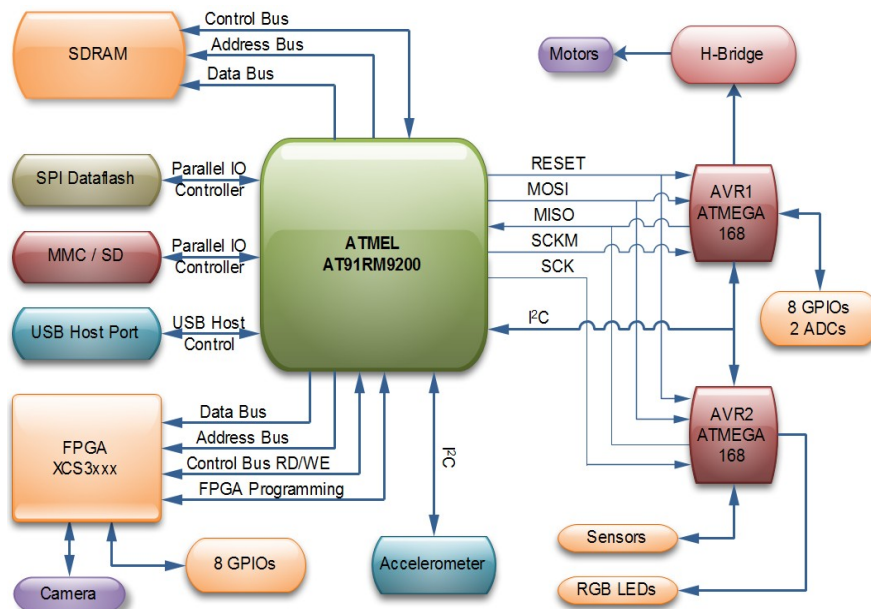 Control Bus
SDRAM
Address Bus
Data Bus
Motors
H-Bridge
SPI Dataflash
Parallel IO
Controller
MMC / SD
Parallel IO
Controller
USB Host Port
USB Host
Control
ATMEL
AT91RM9200
RESET
MOSI
MISO
SCKM
SCK
I²C
AVR1
ATMEGA
168
8 GPIOs
2 ADCs
FPGA
XCS3xxx
Data Bus
Address Bus
Control Bus RD/WE
FPGA Programming
I²C
AVR2
ATMEGA
168
Camera
8 GPIOs
Accelerometer
Sensors
RGB LEDs